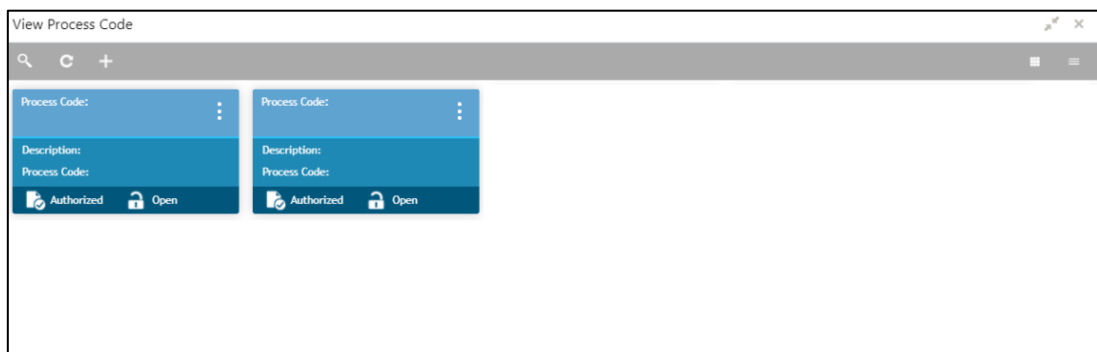 View Process Code
Process Code:
Description:
Process Code:
Authorized Open
Process Code:
Description:
Process Code:
Authorized Open